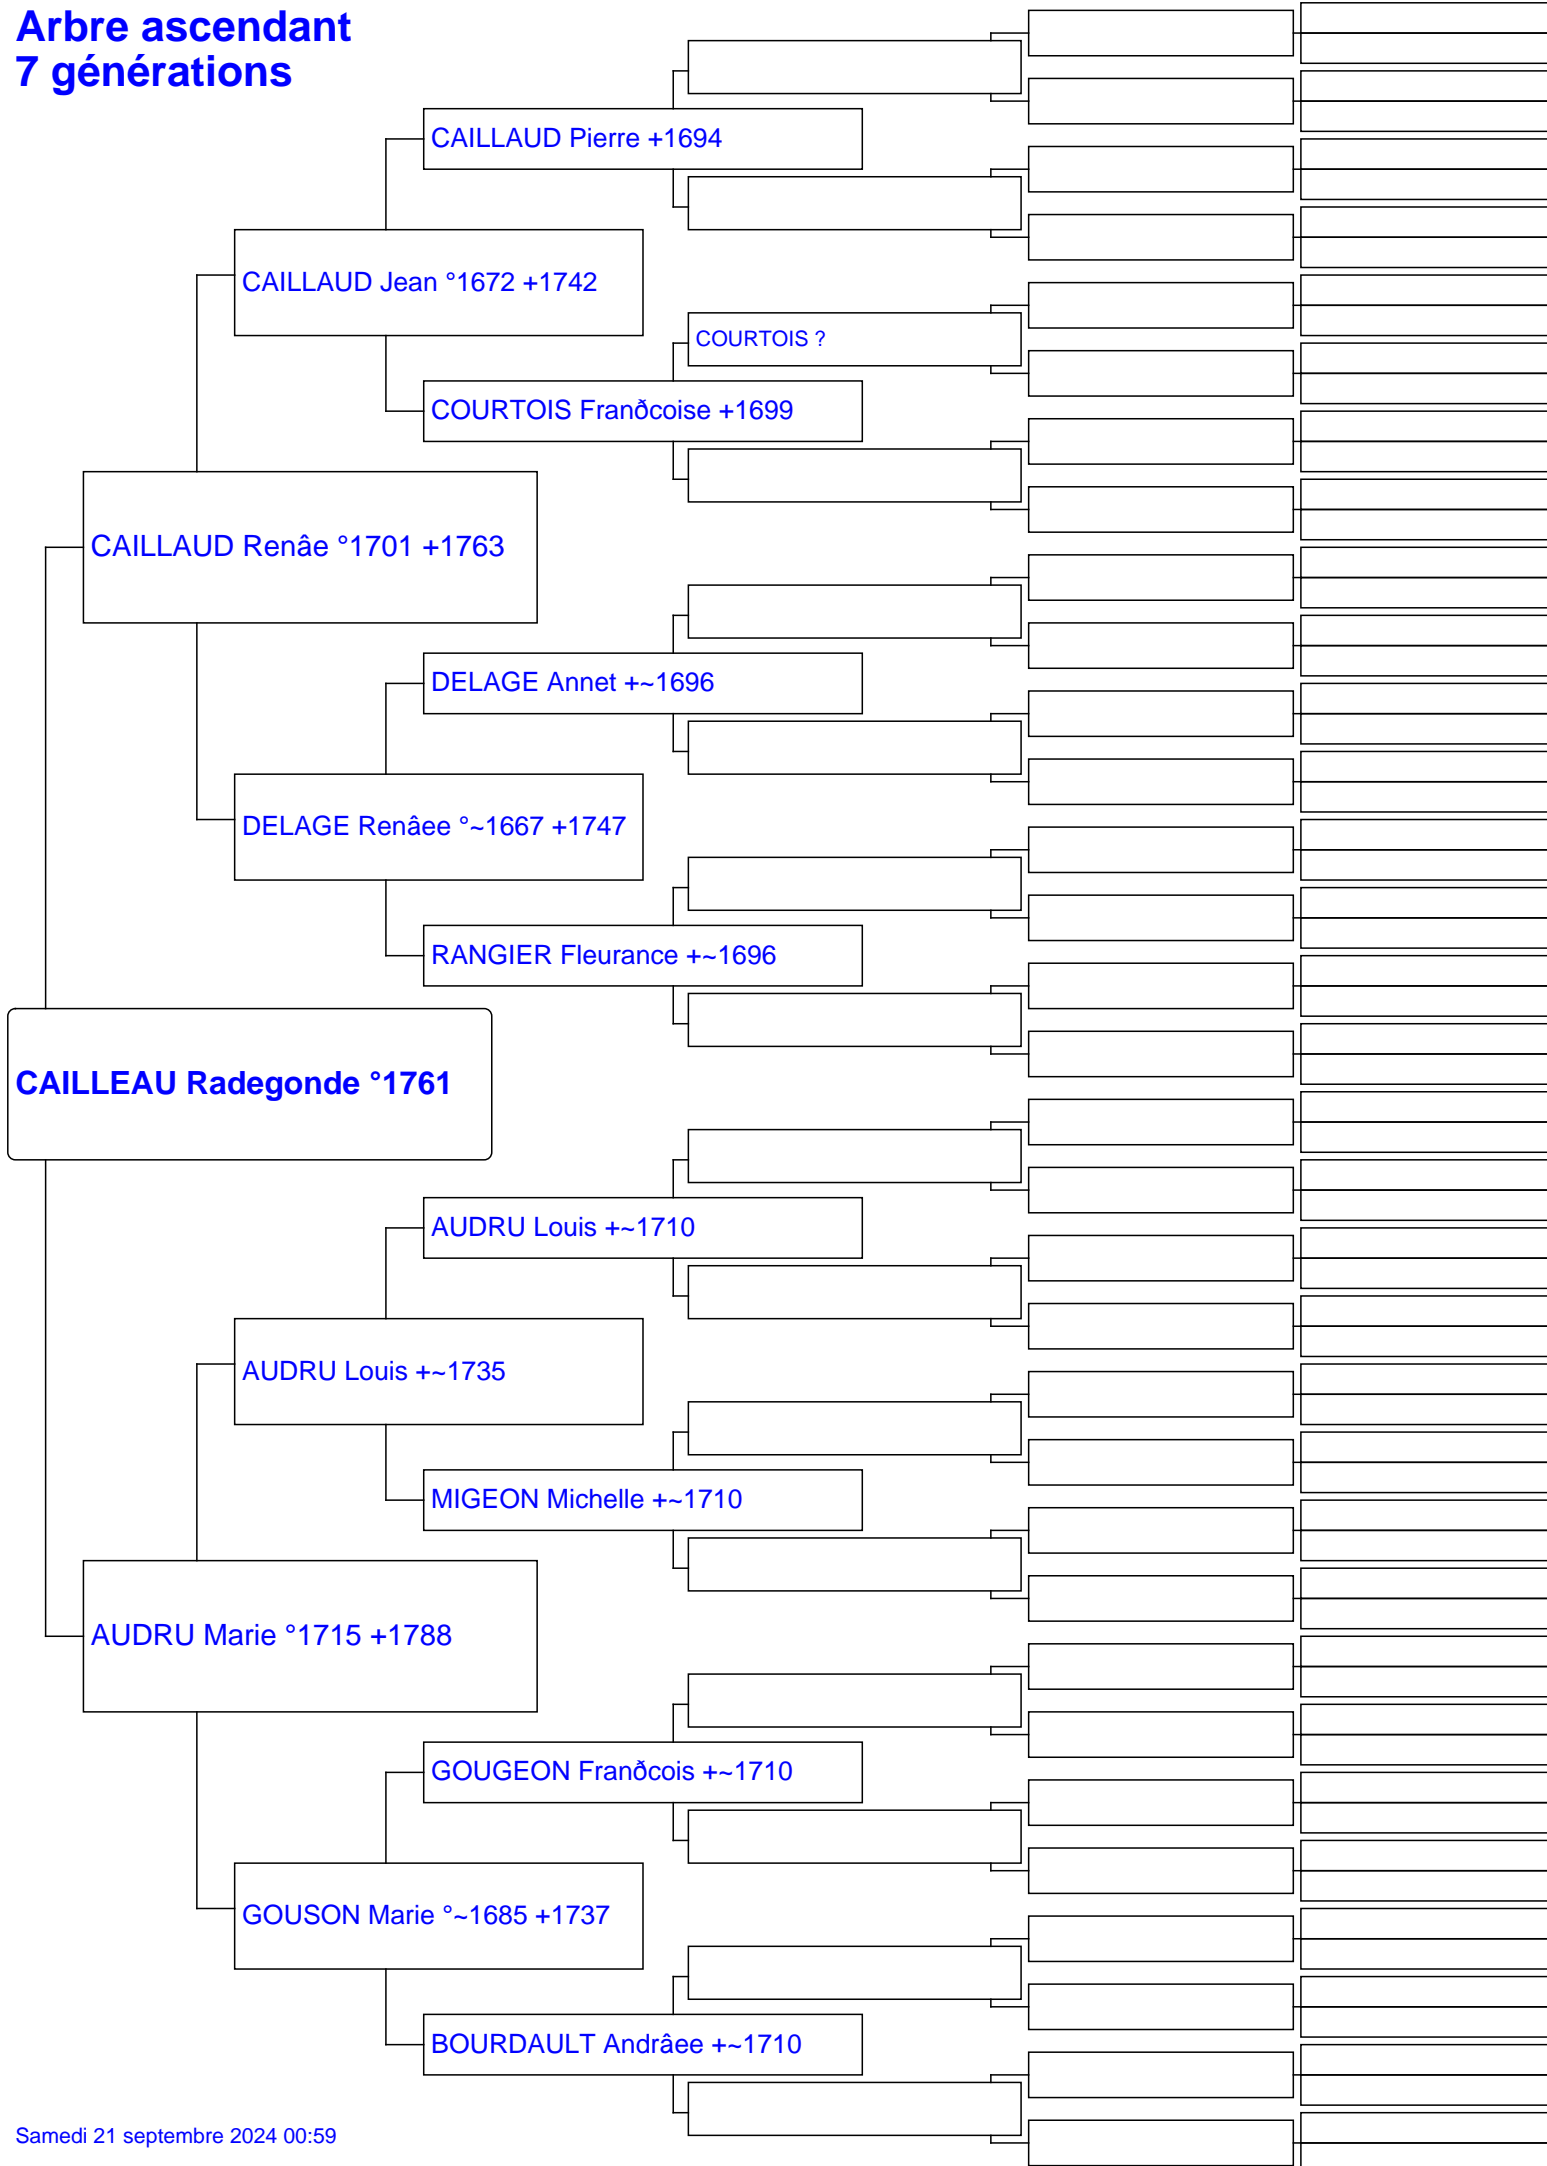 Arbre ascendant
7 générations
CAILLAUD Pierre +1694
CAILLAUD Jean °1672 +1742
COURTOIS ?
COURTOIS Franðcoise +1699
CAILLAUD Renâe °1701 +1763
DELAGE Annet +~1696
DELAGE Renâee °~1667 +1747
RANGIER Fleurance +~1696
CAILLEAU Radegonde °1761
AUDRU Louis +~1710
AUDRU Louis +~1735
MIGEON Michelle +~1710
AUDRU Marie °1715 +1788
GOUGEON Franðcois +~1710
GOUSON Marie °~1685 +1737
BOURDAULT Andrâee +~1710
Samedi 21 septembre 2024 00:59